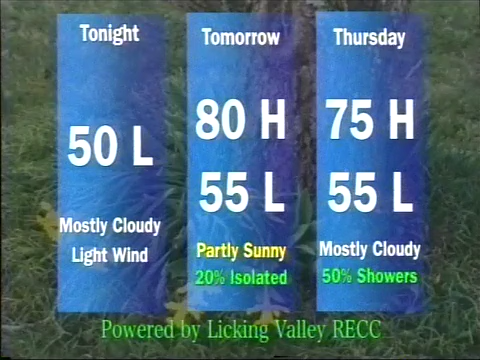 Tonight
50 L
Mostly Cloudy
Light Wind
Tomorrow
80 H
55 L
Partly Sunny
20% Isolated
Thursday
75 H
55 L
Mostly Cloudy
50% Showers
Powered by Licking Valley RECC